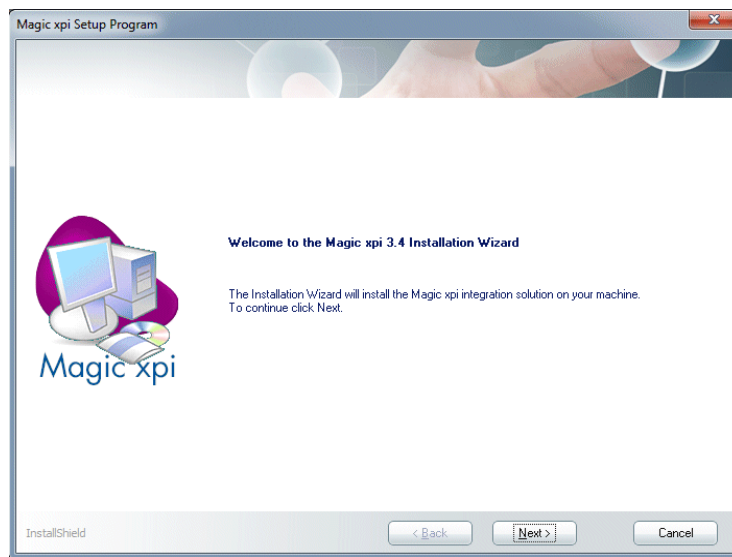 Magic xpi Setup Program
Welcome to the Magic xpi 3.4 Installation Wizard
The Installation Wizard will install the Magic xpi integration solution on your machine.
To continue click Next.
Magic xpi
InstallShield
< Back
Next >
Cancel